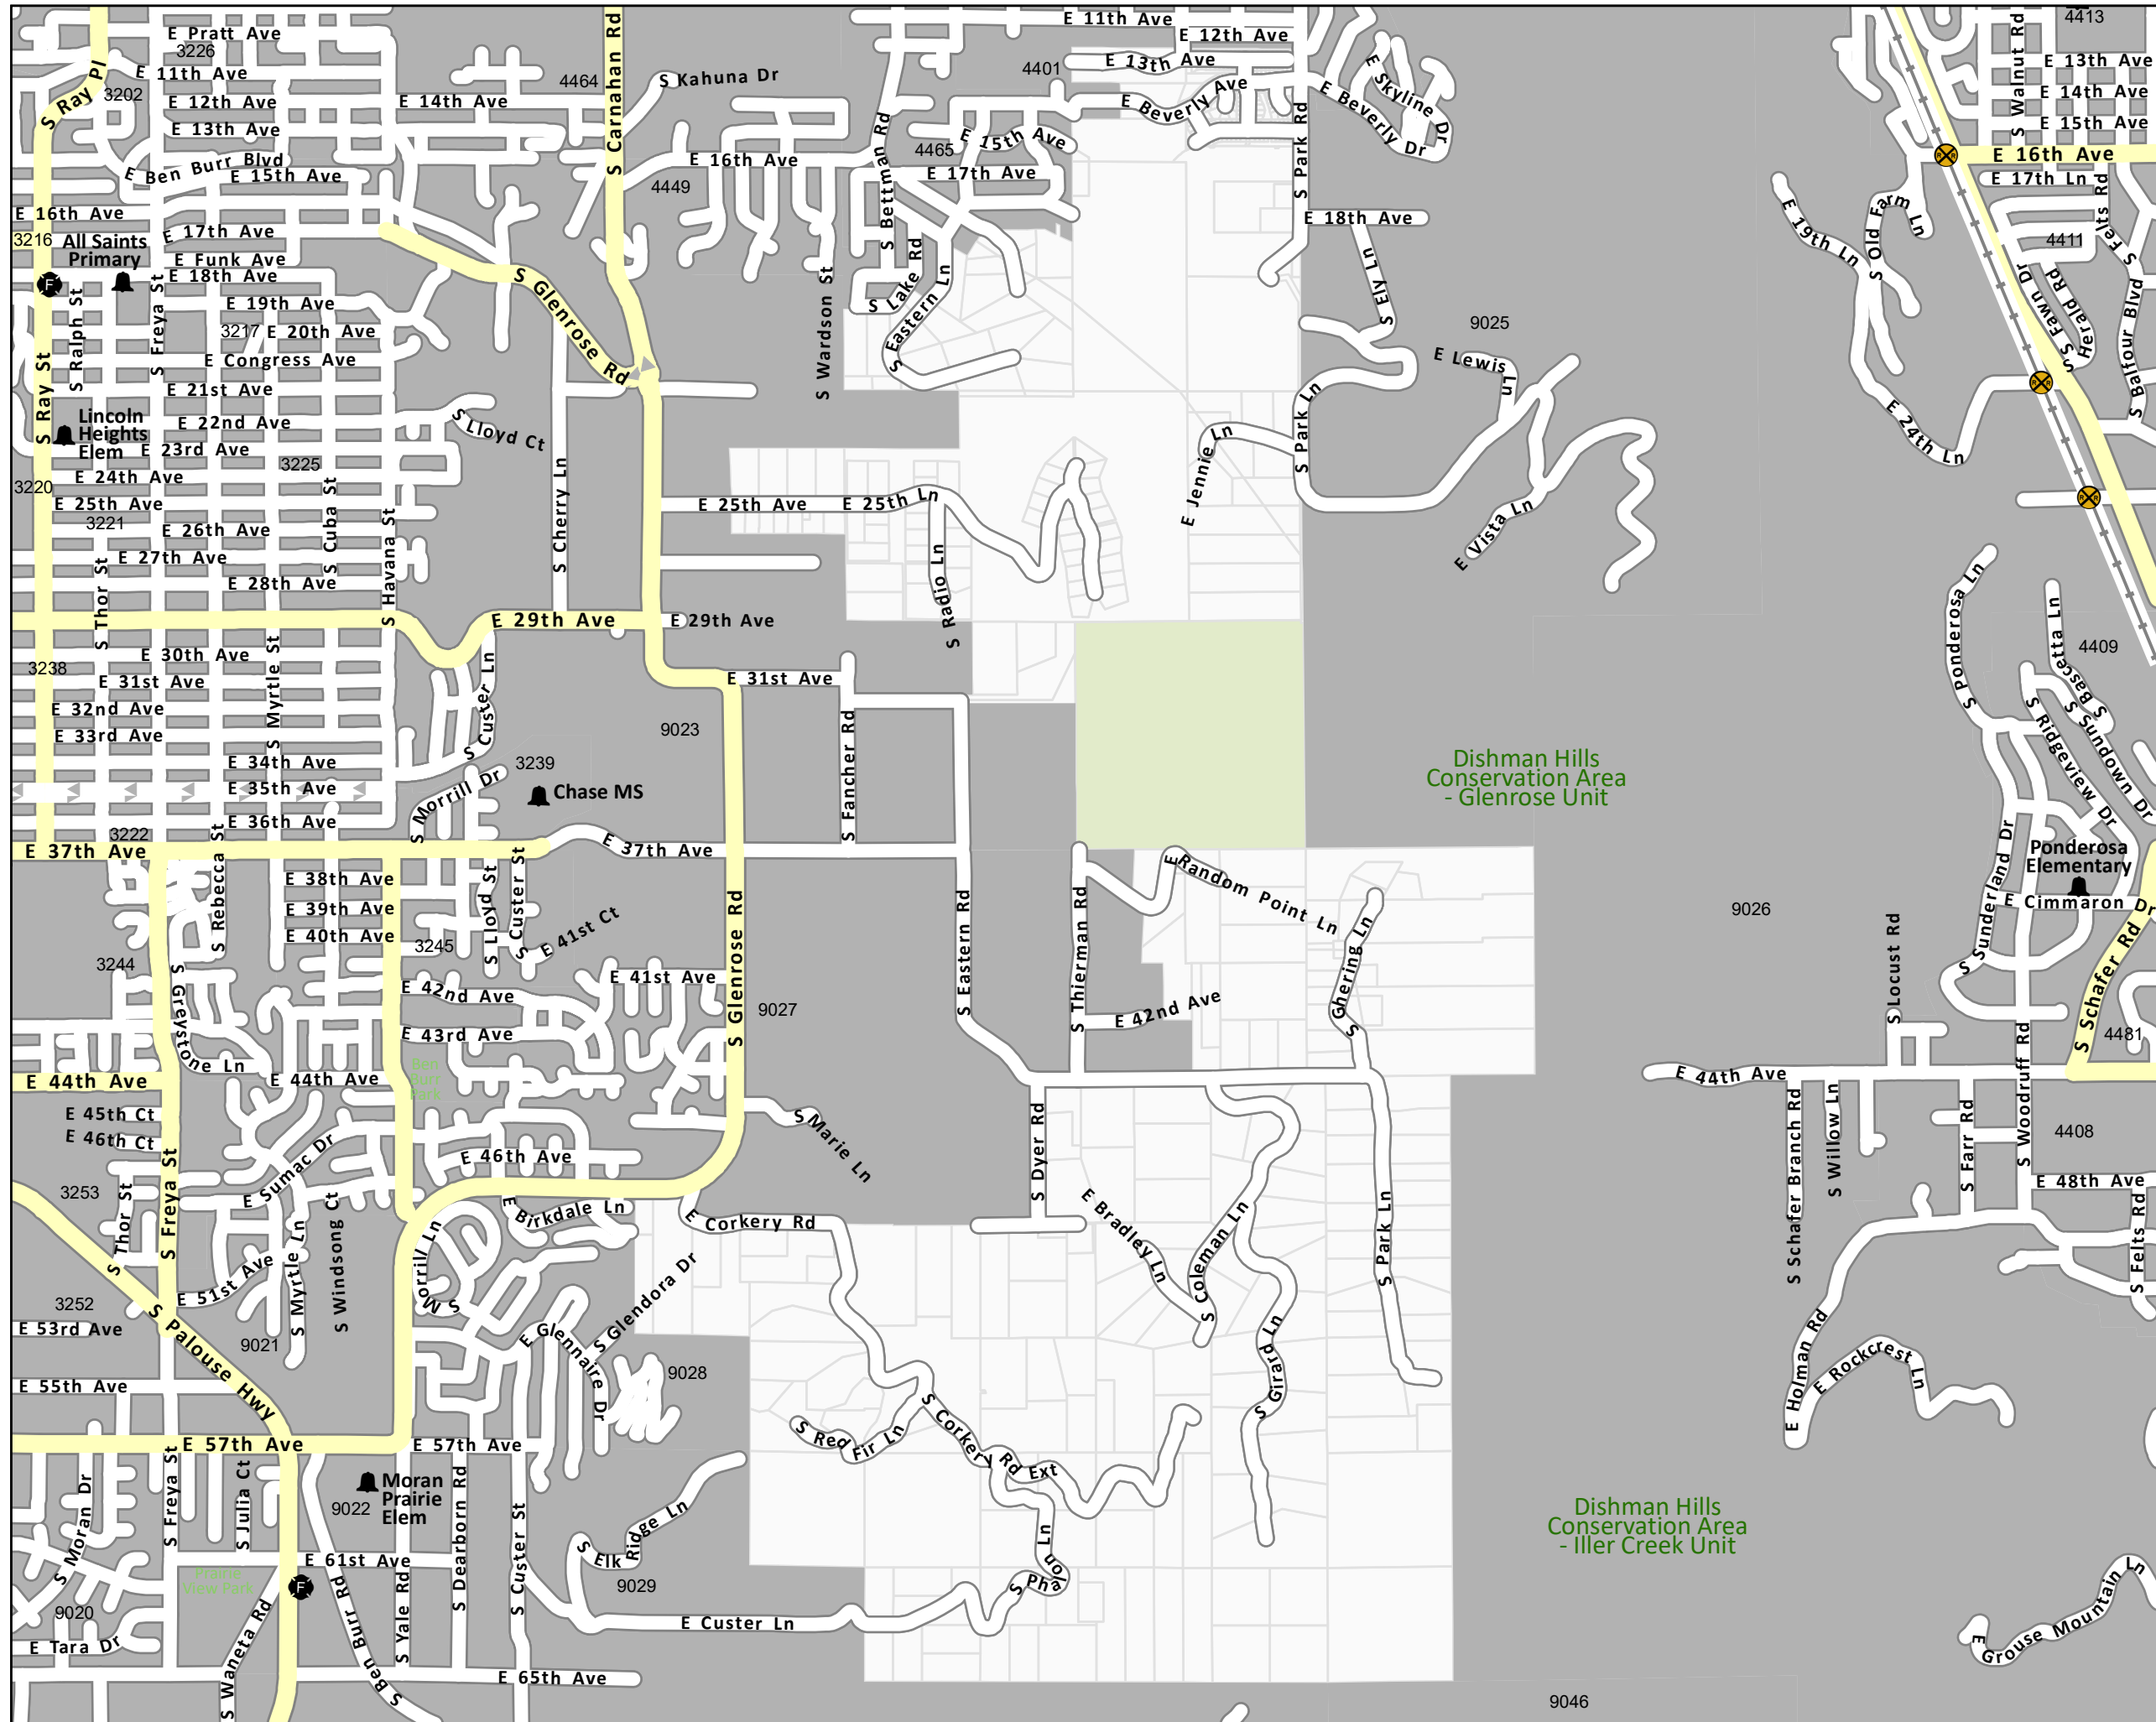 E Pratt Ave
3226
E 11th Ave
3202
S Ray Pl
E 12th Ave
E 13th Ave
E Ben Burr Blvd
E 15th Ave
E 16th Ave
3216
All Saints
Primary
E 17th Ave
E Funk Ave
E 18th Ave
F
S Ralph St
S Freya St
E 19th Ave
3217
E 20th Ave
E Congress Ave
E 21st Ave
S Ray St
Lincoln
Heights
Elem
E 22nd Ave
E 23rd Ave
3225
E 24th Ave
3220
E 25th Ave
3221
E 26th Ave
S Cuba St
S Havana St
E 27th Ave
S Thor St
E 28th Ave
E 14th Ave
4464
S Carnahan Rd
S Kahuna Dr
E 16th Ave
4449
S Glenrose Rd
S Lloyd Ct
S Cherry Ln
S Wardson St
S Bettman Rd
S Lake Rd
S Eastern Ln
E 11th Ave
E 12th Ave
4401
E 13th Ave
E Beverly Ave
4465
E 15th Ave
E 17th Ave
S Park Rd
E Skyline Dr
E Beverly Dr
E 18th Ave
S Ely Ln
9025
E Lewis Ln
S Park Ln
E Jennie Ln
E Vista Ln
E 25th Ave
E 25th Ln
S Radio Ln
E 29th Ave
E 29th Ave
4413
S Walnut Rd
E 13th Ave
E 14th Ave
E 15th Ave
E 16th Ave
E 17th Ln
S Felts Rd
4411
E 19th Ln
S Old Farm Ln
S Fawn Dr
S Herald Rd
S Balfour Blvd
E 24th Ln
S Ponderosa Ln
S Bascetta Ln
4409
S Ridgeview Dr
S Sundown Dr
3238
E 30th Ave
E 31st Ave
S Myrtle St
E 32nd Ave
E 33rd Ave
E 34th Ave
E 35th Ave
E 36th Ave
3222
S Custer Ln
S Morrill Dr
3239
Chase MS
9023
E 31st Ave
S Fancher Rd
Dishman Hills
Conservation Area
- Glenrose Unit
Ponderosa
Elementary
S Sunderland Dr
E Cimmaron Dr
E 37th Ave
S Rebecca St
E 37th Ave
E 38th Ave
E 39th Ave
E 40th Ave
3245
S Lloyd St
S Custer St
E 41st Ct
3244
S Greystone Ln
E 41st Ave
E 42nd Ave
E 43rd Ave
S Glenrose Rd
9027
S Eastern Rd
S Thierman Rd
E Random Point Ln
E 42nd Ave
S Ghering Ln
9026
S Locust Rd
S Schafer Rd
4481
E 44th Ave
E 44th Ave
Ben
Burr
Park
E 45th Ct
E 46th Ct
E Sumac Dr
E 46th Ave
S Marie Ln
3253
S Thor St
S Freya St
S Windsong Ct
S Myrtle Ln
E 51st Ave
S Morrill Ln
E Birkdale Ln
E Corkery Rd
S Glendora Dr
S Dyer Rd
E Bradley Ln
S Coleman Ln
S Girard Ln
S Park Ln
E 44th Ave
S Schafer Branch Rd
S Willow Ln
S Farr Rd
S Woodruff Rd
4408
E 48th Ave
S Felts Rd
3252
E 53rd Ave
S Palouse Hwy
9021
E Glennaire Dr
9028
E 55th Ave
E 57th Ave
E 57th Ave
S Red Fir Ln
S Corkery Rd Ext
E Holman Rd
E Rockcrest Ln
S Moran Dr
S Freya St
S Julia Ct
Moran
Prairie
Elem
9022
S Dearborn Rd
S Custer St
S Elk Ridge Ln
Dishman Hills
Conservation Area
- Iller Creek Unit
E 61st Ave
Prairie
View Park
F
9020
E Tara Dr
S Waneta Rd
S Ben Burr Rd
S Yale Rd
9029
E Custer Ln
S Phalon Ln
E Grouse Mountain Ln
E 65th Ave
9046